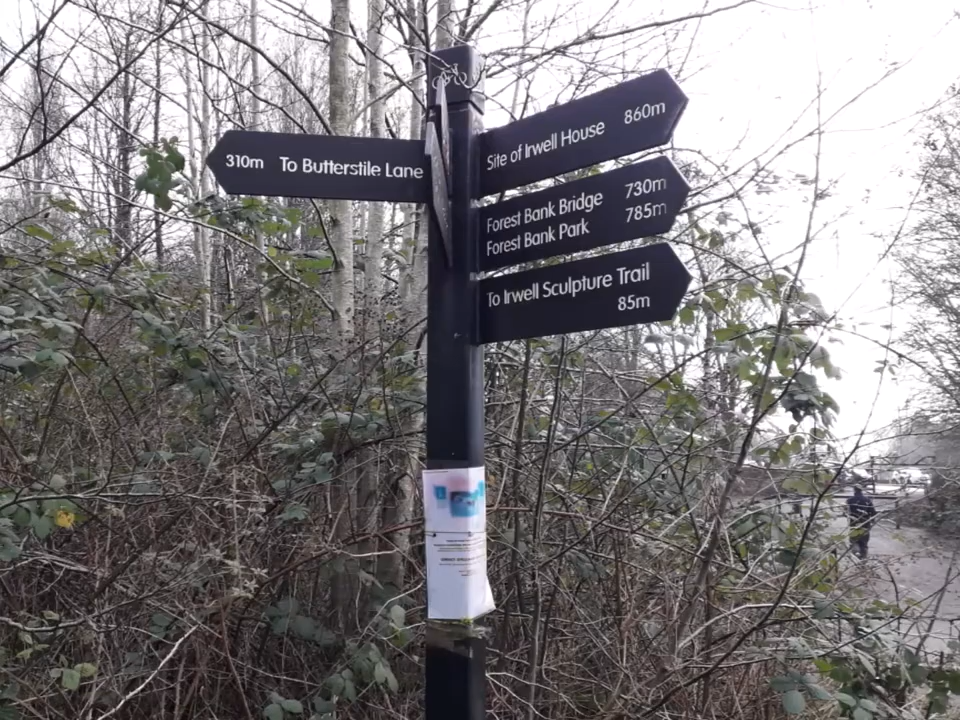 310m To Butterstile Lane
Site of Irwell House 860m
Forest Bank Bridge 730m
Forest Bank Park 785m
To Irwell Sculpture Trail
85m